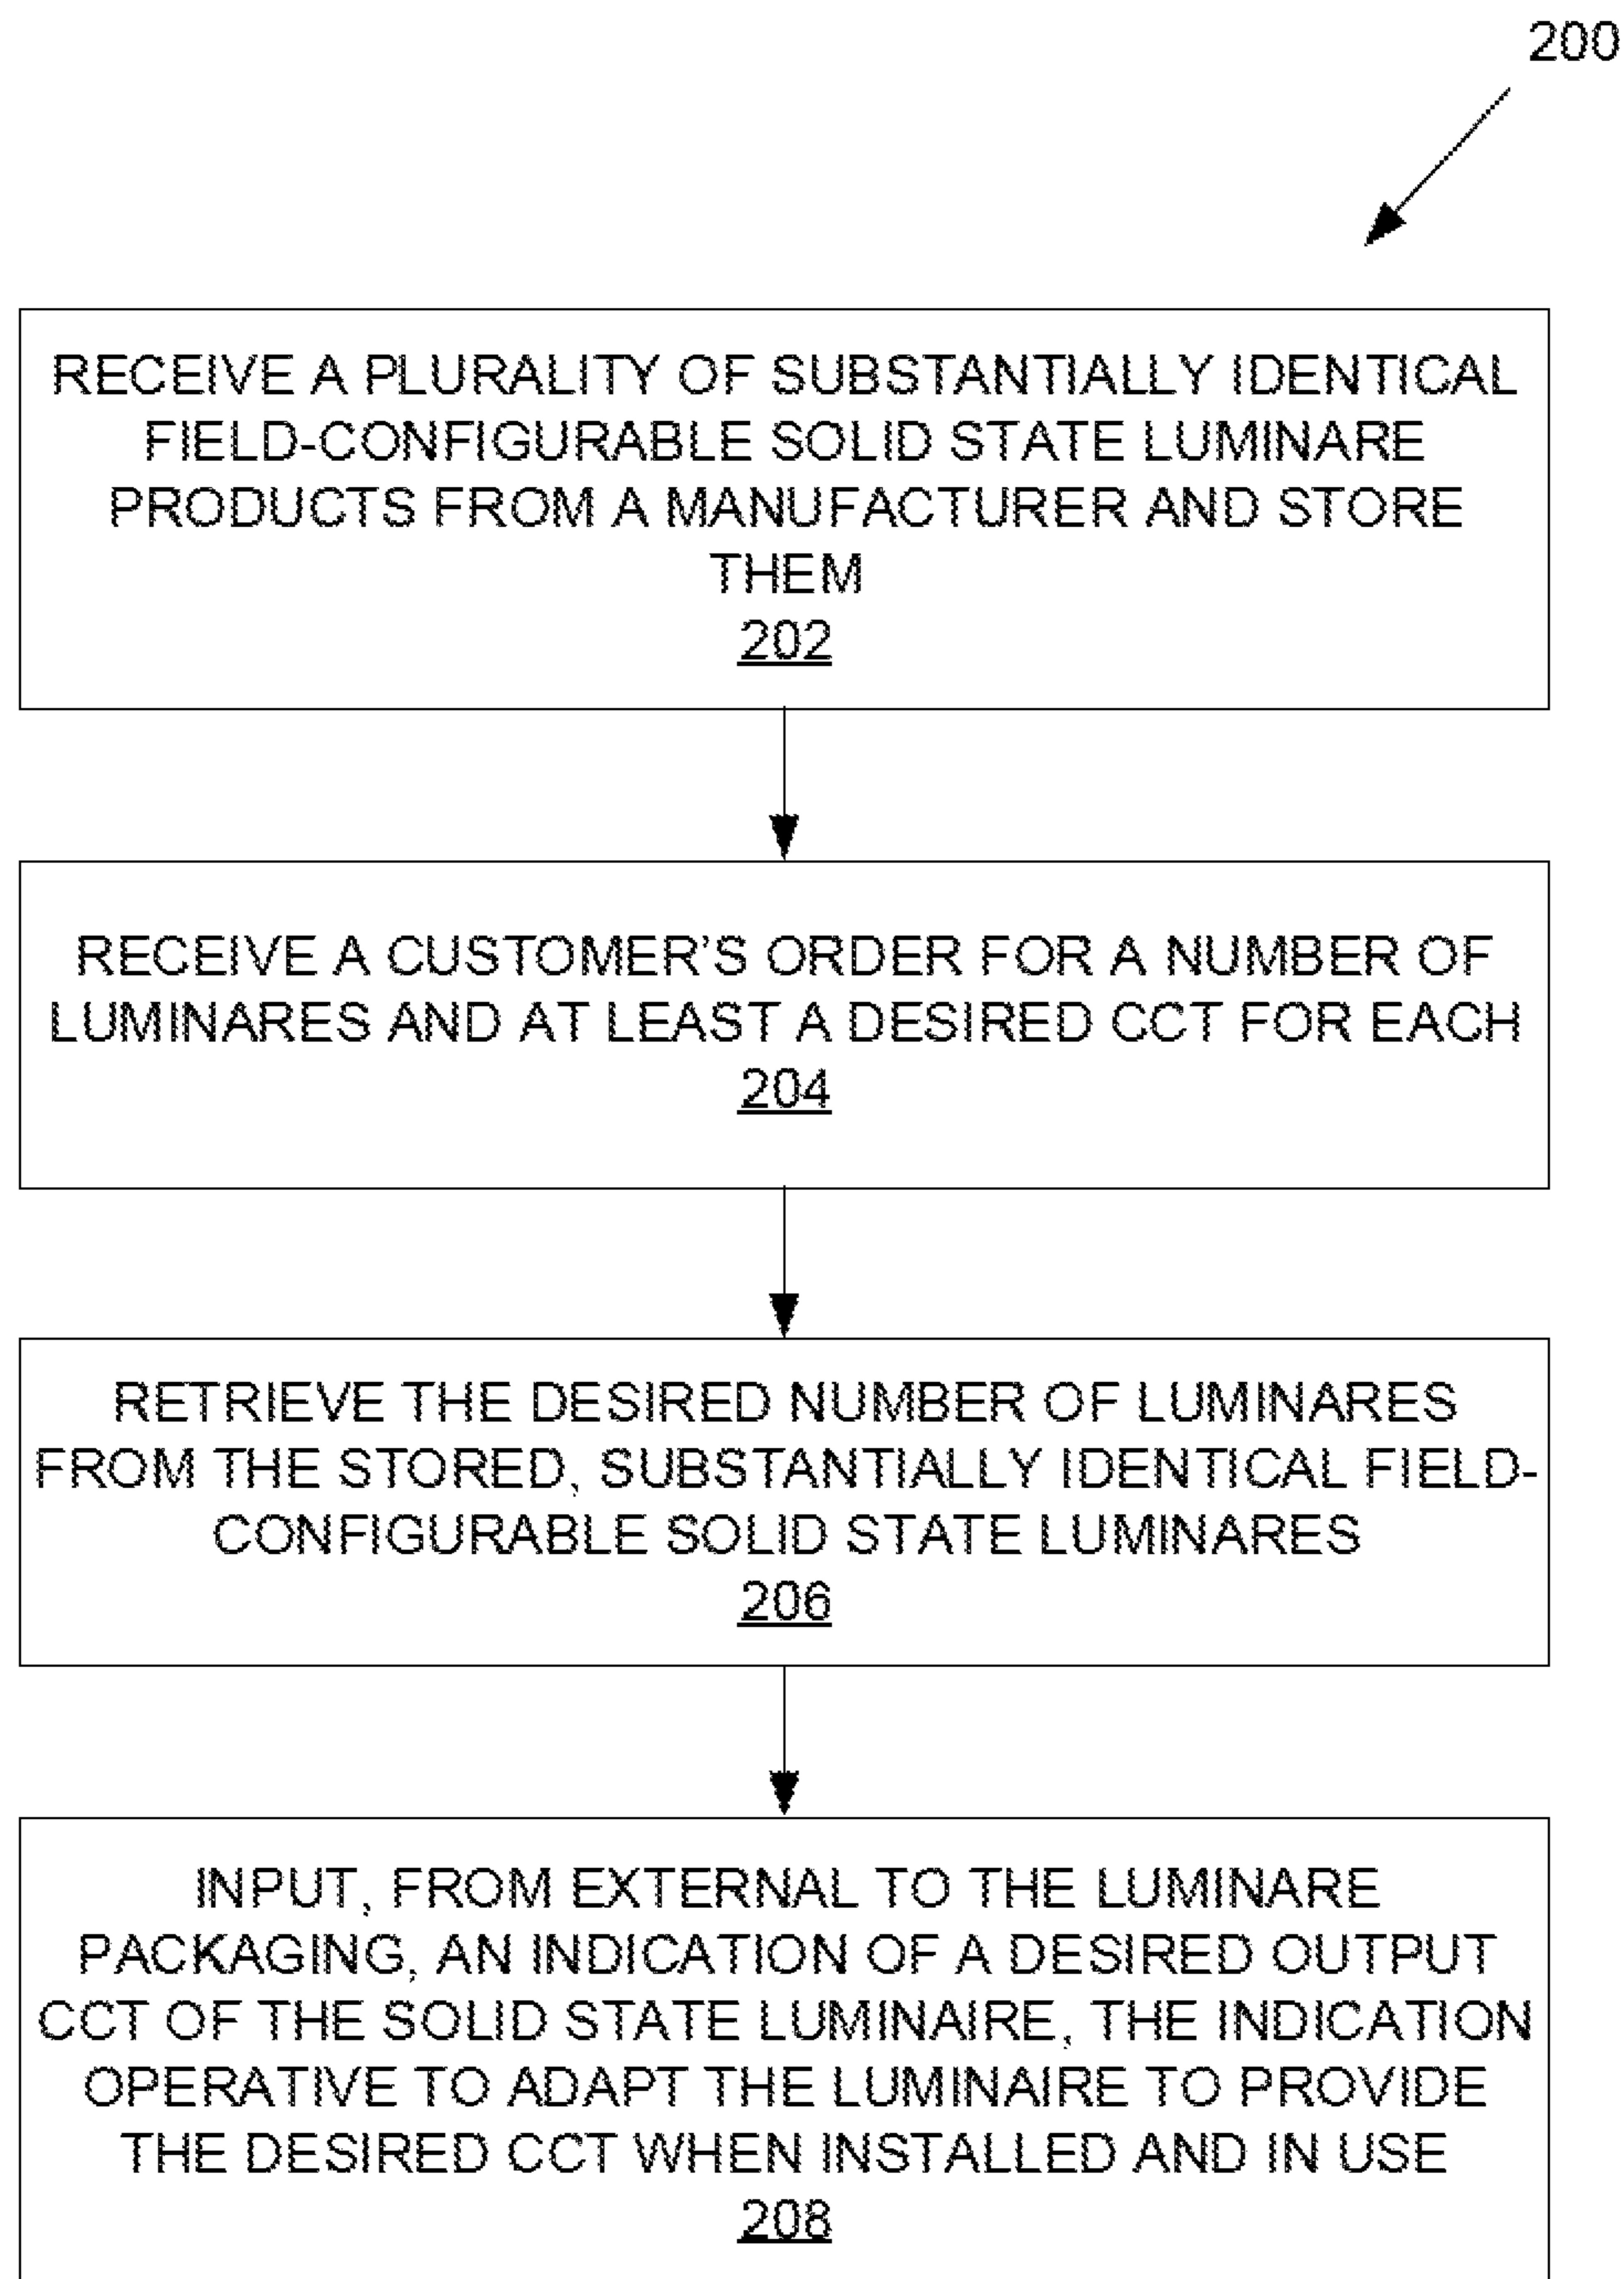 200
RECEIVE A PLURALITY OF SUBSTANTIALLY IDENTICAL
FIELD-CONFIGURABLE SOLID STATE LUMINARE
PRODUCTS FROM A MANUFACTURER AND STORE
THEM
202
RECEIVE A CUSTOMER'S ORDER FOR A NUMBER OF
LUMINARES AND AT LEAST A DESIRED CCT FOR EACH
204
RETRIEVE THE DESIRED NUMBER OF LUMINARES
FROM THE STORED, SUBSTANTIALLY IDENTICAL FIELD-
CONFIGURABLE SOLID STATE LUMINARES
206
INPUT, FROM EXTERNAL TO THE LUMINARE
PACKAGING, AN INDICATION OF A DESIRED OUTPUT
CCT OF THE SOLID STATE LUMINAIRE, THE INDICATION
OPERATIVE TO ADAPT THE LUMINAIRE TO PROVIDE
THE DESIRED CCT WHEN INSTALLED AND IN USE
208